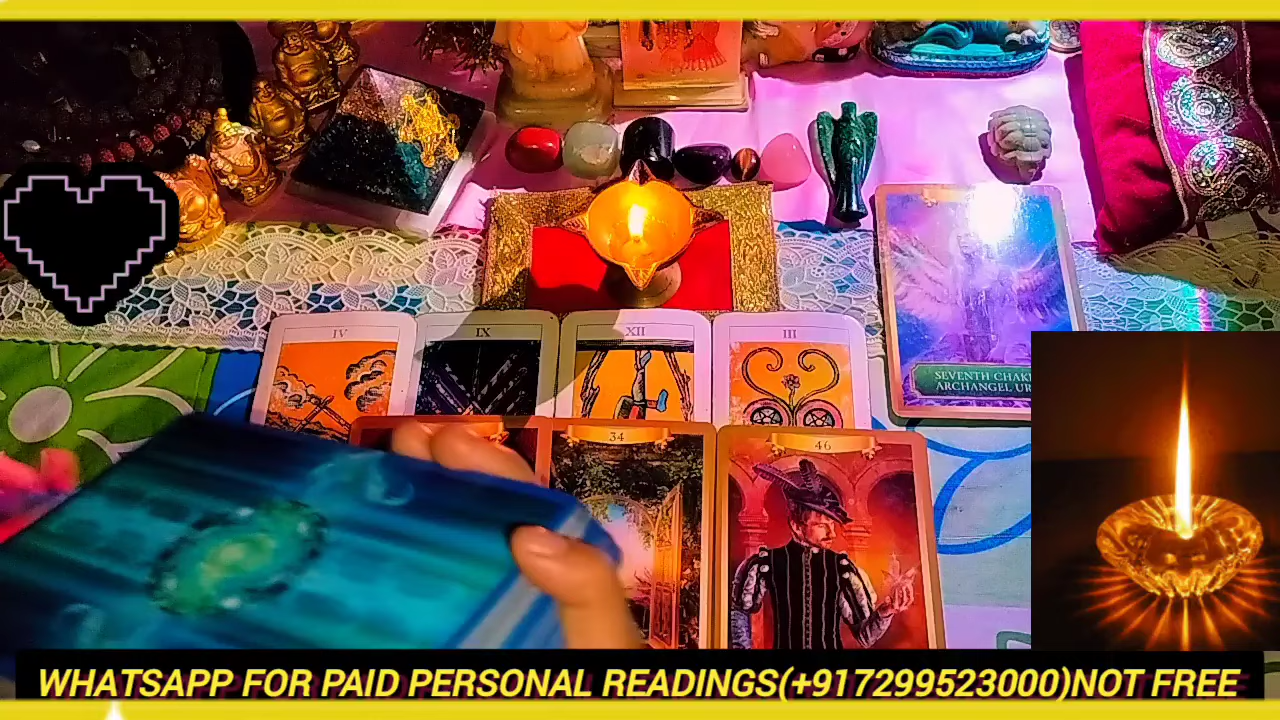 IV
IX
XII
III
SEVENTH CHAK
ARCHANGEL UR
34
46
WHATSAPP FOR PAID PERSONAL READINGS(+917299523000)NOT FREE